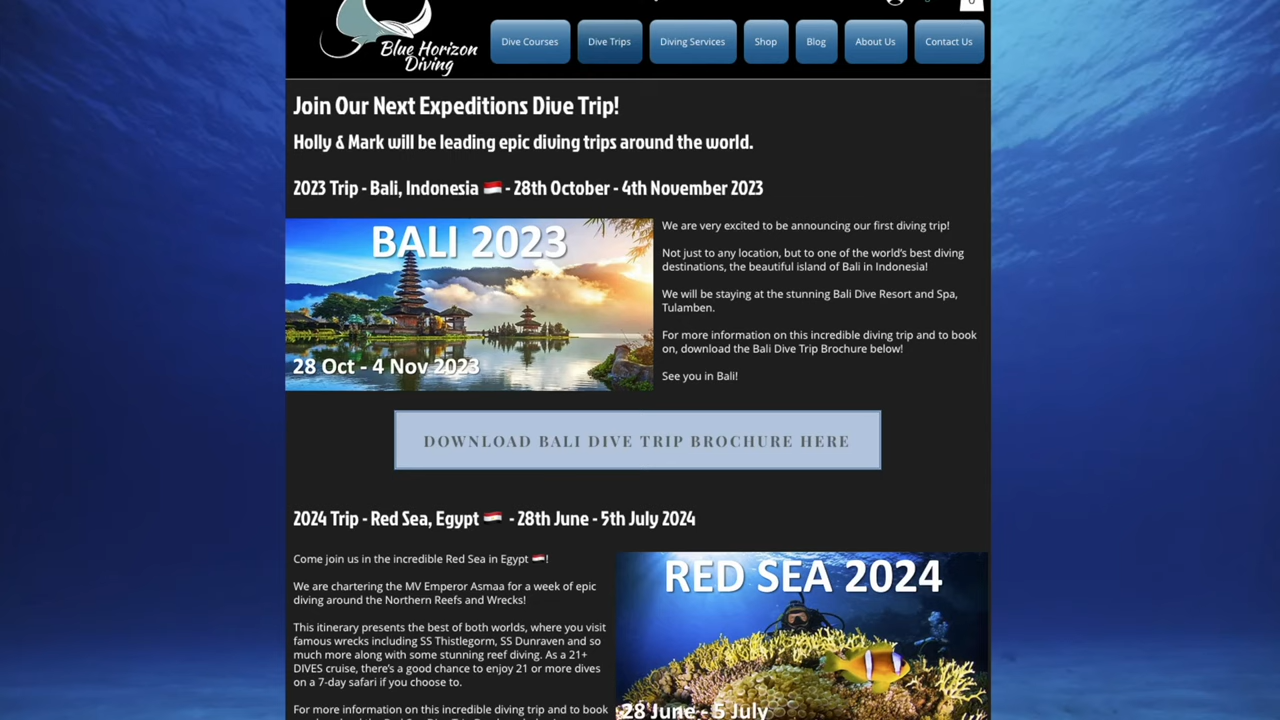 Blue Horizon
Diving
Dive Courses
Dive Trips
Diving Services
Shop
Blog
About Us
Contact Us
Join Our Next Expeditions Dive Trip!
Holly & Mark will be leading epic diving trips around the world.
2023 Trip - Bali, Indonesia 🇮🇩 - 28th October - 4th November 2023
BALI 2023
28 Oct - 4 Nov 2023
We are very excited to be announcing our first diving trip!
Not just to any location, but to one of the world's best diving
destinations, the beautiful island of Bali in Indonesia!
We will be staying at the stunning Bali Dive Resort and Spa,
Tulamben.
For more information on this incredible diving trip and to book
on, download the Bali Dive Trip Brochure below!
See you in Bali!
DOWNLOAD BALI DIVE TRIP BROCHURE HERE
2024 Trip - Red Sea, Egypt 🇪🇬 - 28th June - 5th July 2024
Come join us in the incredible Red Sea in Egypt 🇪🇬!
We are chartering the MV Emperor Asmaa for a week of epic
diving around the Northern Reefs and Wrecks!
This itinerary presents the best of both worlds, where you visit
famous wrecks including SS Thistlegorm, SS Dunraven and so
much more along with some stunning reef diving. As a 21+
DIVES cruise, there's a good chance to enjoy 21 or more dives
on a 7-day safari if you choose to.
For more information on this incredible diving trip and to book
RED SEA 2024
28 June - 5 July